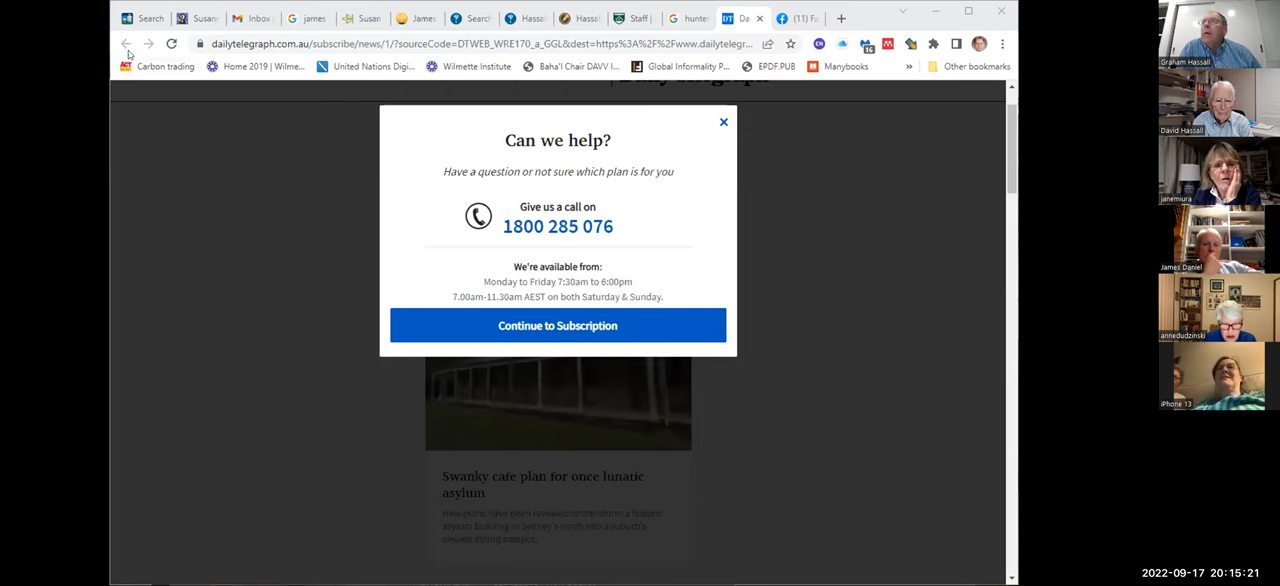 Search
Susan
Inbox
james
Susan
James
Search
Hassal
Hassal
Staff |
hunter
Da
(11) Fa
dailytelegraph.com.au/subscribe/news/1/?sourceCode=DTWEB_WRE170_a_GGL&dest=https%3A%2F%2Fwww.dailytelegr...
Carbon trading
Home 2019 | Wilme...
United Nations Digi...
Wilmette Institute
Baha'i Chair DAVV I...
Global Informality P...
EPDF.PUB
Manybooks
»
Other bookmarks
Can we help?
Have a question or not sure which plan is for you
Give us a call on
1800 285 076
We're available from:
Monday to Friday 7:30am to 6:00pm
7.00am-11.30am AEST on both Saturday & Sunday.
Continue to Subscription
Swanky cafe plan for once lunatic
asylum
New plans have been revealed to transform a historic
asylum building in Sydney's north into a suburb's
newest dining hotspot.
Graham Hassall
David Hassall
janemiura
James Daniel
annedudzinski
iPhone 13
2022-09-17 20:15:21